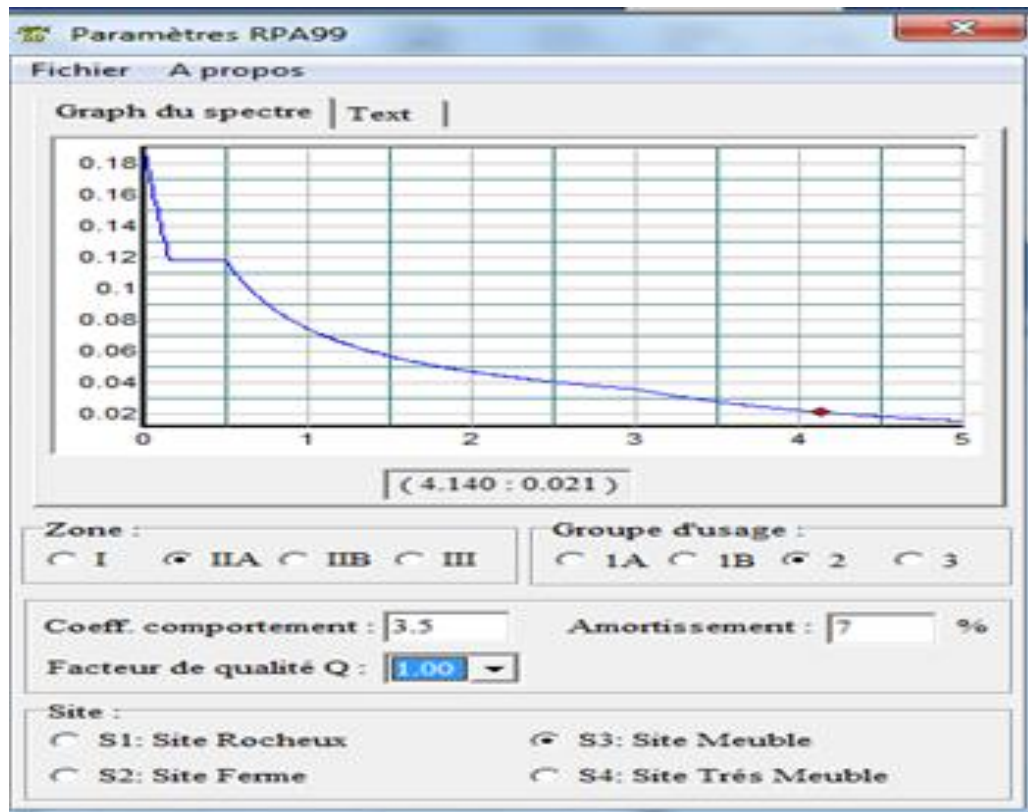 Paramètres RPA99
Fichier A propos
Graph du spectre Text
0.18
0.16
0.14
0.12
0.1
0.08
0.06
0.04
0.02
0 1 2 3 4 5
( 4.140 : 0.021 )
Zone :
I IIA IIB III
Groupe d'usage :
1A 1B 2 3
Coeff. comportement : 3.5 Amortissement : 7 %
Facteur de qualité Q : 1.00
Site :
S1: Site Rocheux S3: Site Meuble
S2: Site Ferme S4: Site Trés Meuble